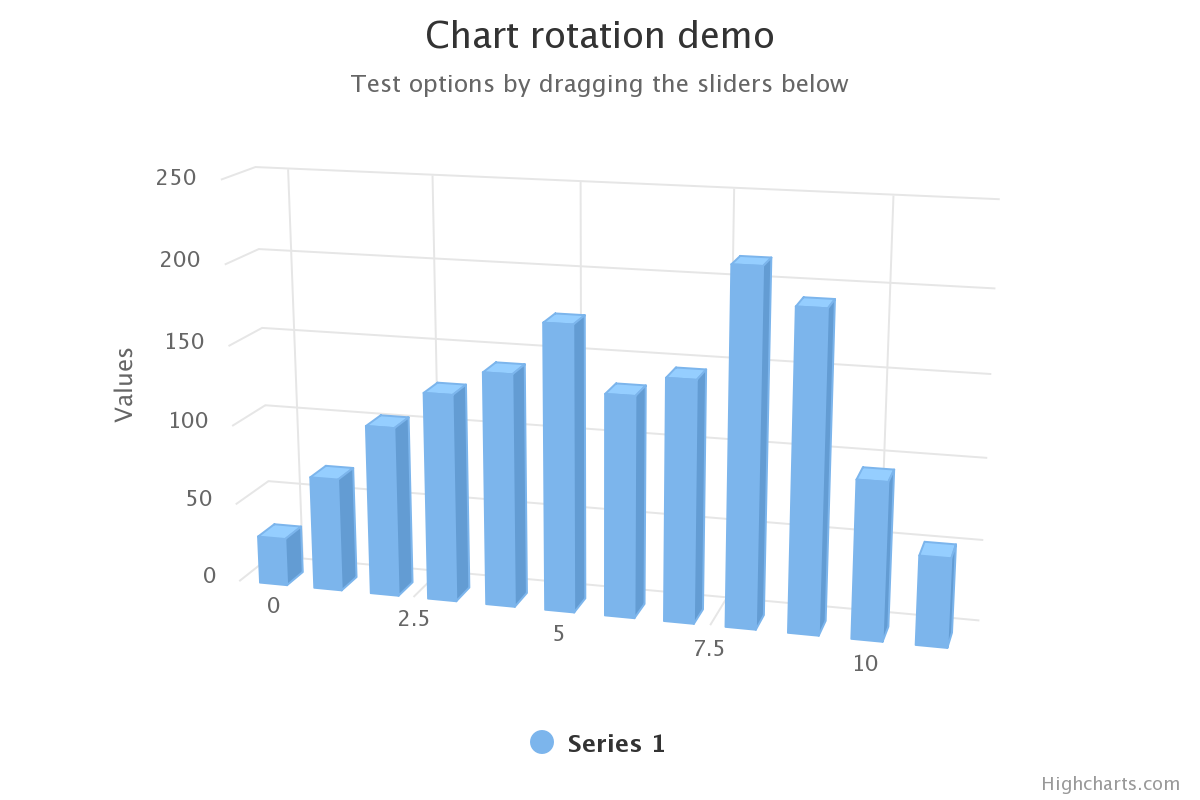 Chart rotation demo
Test options by dragging the sliders below
250
200
150
100
50
0
Values
0
2.5
5
7.5
10
Series 1
Highcharts.com